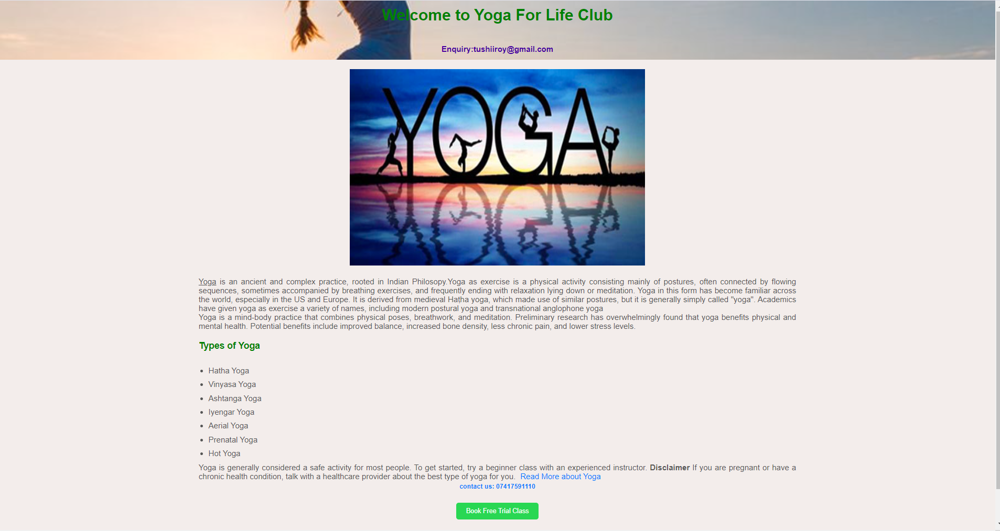 Welcome to Yoga For Life Club
Enquiry:tushiiroy@gmail.com
YOGA
Yoga is an ancient and complex practice, rooted in Indian Philosopy.Yoga as exercise is a physical activity consisting mainly of postures, often connected by flowing
sequences, sometimes accompanied by breathing exercises, and frequently ending with relaxation lying down or meditation. Yoga in this form has become familiar across
the world, especially in the US and Europe. It is derived from medieval Haṭha yoga, which made use of similar postures, but it is generally simply called "yoga". Academics
have given yoga as exercise a variety of names, including modern postural yoga and transnational anglophone yoga
Yoga is a mind-body practice that combines physical poses, breathwork, and meditation. Preliminary research has overwhelmingly found that yoga benefits physical and
mental health. Potential benefits include improved balance, increased bone density, less chronic pain, and lower stress levels.
Types of Yoga
• Hatha Yoga
• Vinyasa Yoga
• Ashtanga Yoga
• Iyengar Yoga
• Aerial Yoga
• Prenatal Yoga
• Hot Yoga
Yoga is generally considered a safe activity for most people. To get started, try a beginner class with an experienced instructor. Disclaimer If you are pregnant or have a
chronic health condition, talk with a healthcare provider about the best type of yoga for you. Read More about Yoga
contact us: 07417591110
Book Free Trial Class